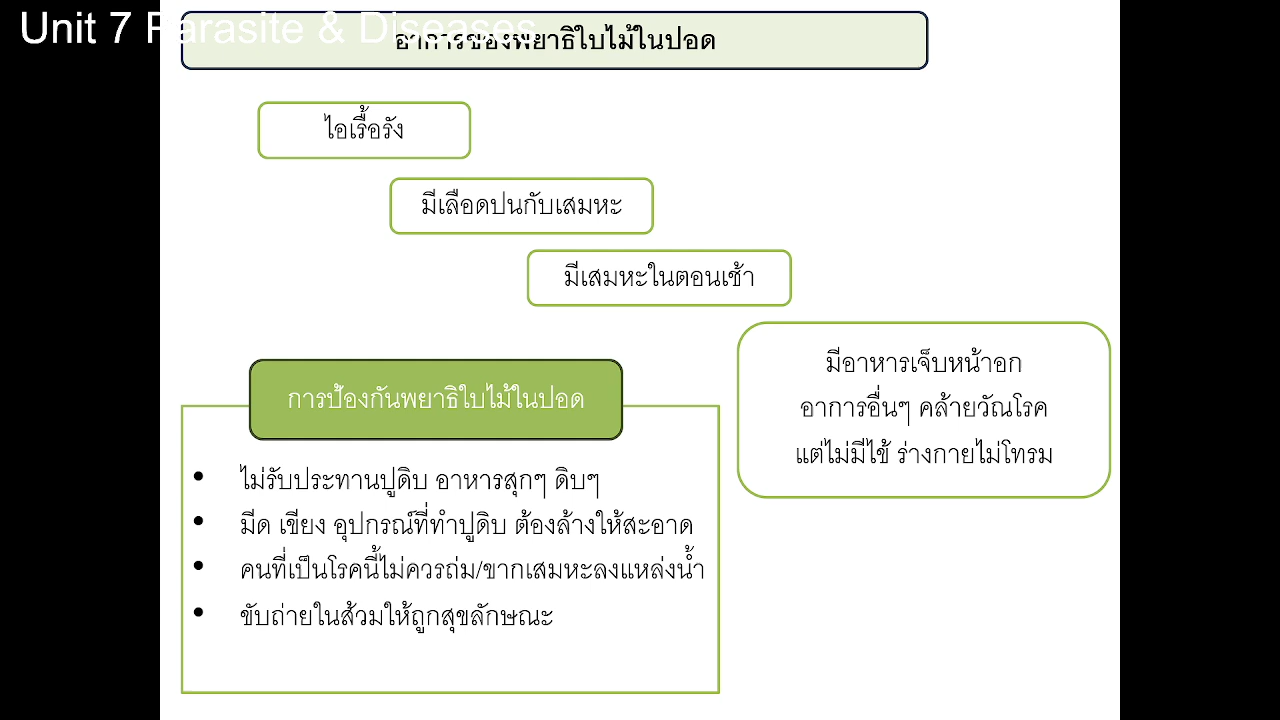 Unit 7 Parasite & Diseases
อาการของพยาธิใบไม้ในปอด
ไอเรื้อรัง
มีเลือดปนกับเสมหะ
มีเสมหะในตอนเช้า
มีอาหารเจ็บหน้าอก
อาการอื่นๆ คล้ายวัณโรค
แต่ไม่มีไข้ ร่างกายไม่โทรม
การป้องกันพยาธิใบไม้ในปอด
• ไม่รับประทานปูดิบ อาหารสุกๆ ดิบๆ
• มีด เขียง อุปกรณ์ที่ทำปูดิบ ต้องล้างให้สะอาด
• คนที่เป็นโรคนี้ไม่ควรถ่ม/ขากเสมหะลงแหล่งน้ำ
• ขับถ่ายในส้วมให้ถูกสุขลักษณะ